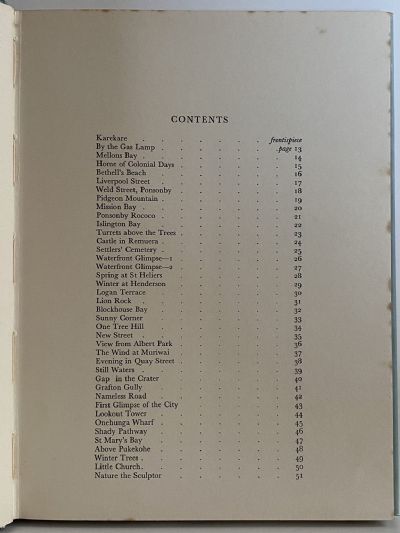 CONTENTS
Karekare . . . . . . . frontispiece
By the Gas Lamp . . . . . . . page 13
Mellons Bay . . . . . . . 14
Home of Colonial Days . . . . . . 15
Bethell's Beach . . . . . . . 16
Liverpool Street . . . . . . . 17
Weld Street, Ponsonby . . . . . . 18
Pidgeon Mountain . . . . . . . 19
Mission Bay . . . . . . . 20
Ponsonby Rococo . . . . . . . 21
Islington Bay . . . . . . . 22
Turrets above the Trees . . . . . . 23
Castle in Remuera . . . . . . . 24
Settlers' Cemetery . . . . . . . 25
Waterfront Glimpse—1 . . . . . . 26
Waterfront Glimpse—2 . . . . . . 27
Spring at St Heliers . . . . . . 28
Winter at Henderson . . . . . . 29
Logan Terrace . . . . . . . 30
Lion Rock . . . . . . . 31
Blockhouse Bay . . . . . . . 32
Sunny Corner . . . . . . . 33
One Tree Hill . . . . . . . 34
New Street . . . . . . . 35
View from Albert Park . . . . . . 36
The Wind at Muriwai . . . . . . 37
Evening in Quay Street . . . . . . 38
Still Waters . . . . . . . 39
Gap in the Crater . . . . . . . 40
Grafton Gully . . . . . . . 41
Nameless Road . . . . . . . 42
First Glimpse of the City . . . . . . 43
Lookout Tower . . . . . . . 44
Onehunga Wharf . . . . . . . 45
Shady Pathway . . . . . . . 46
St Mary's Bay . . . . . . . 47
Above Pukekohe . . . . . . . 48
Winter Trees . . . . . . . 49
Little Church . . . . . . . 50
Nature the Sculptor . . . . . . 51